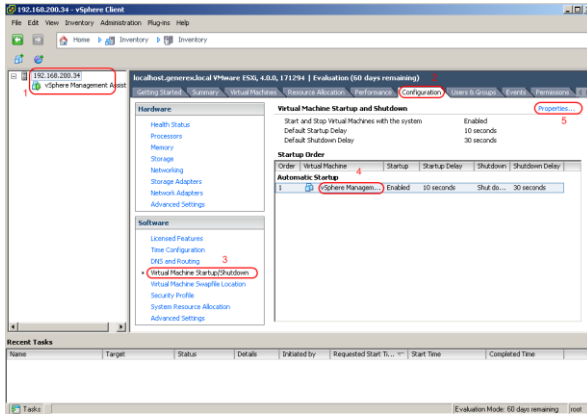 192.168.200.34 - vSphere Client
File Edit View Inventory Administration Plug-ins Help
Home Inventory Inventory
192.168.200.34
1 vSphere Management Assist
localhost.generex.local VMware ESXi, 4.0.0, 171294 | Evaluation (60 days remaining)
2
Getting Started Summary Virtual Machines Resource Allocation Performance Configuration Users & Groups Events Permissions
Hardware
Health Status
Processors
Memory
Storage
Networking
Storage Adapters
Network Adapters
Advanced Settings
Software
Licensed Features
Time Configuration
DNS and Routing
3
Virtual Machine Startup/Shutdown
Virtual Machine Swapfile Location
Security Profile
System Resource Allocation
Advanced Settings
Virtual Machine Startup and Shutdown Properties...
5
Start and Stop Virtual Machines with the system Enabled
Default Startup Delay 10 seconds
Default Shutdown Delay 30 seconds
Startup Order
Order Virtual Machine Startup Startup Delay Shutdown Shutdown Delay
4
Automatic Startup
1 vSphere Managem... Enabled 10 seconds Shut do... 30 seconds
Recent Tasks
Name Target Status Details Initiated by Requested Start Ti... Start Time Completed Time
Tasks Evaluation Mode: 60 days remaining root